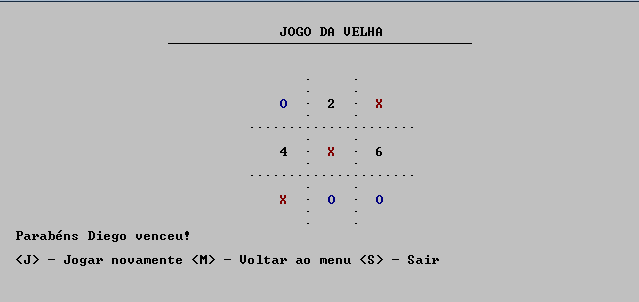 JOGO DA VELHA
O 2 X
4 X 6
X O O
Parabéns Diego venceu!
<J> - Jogar novamente <M> - Voltar ao menu <S> - Sair